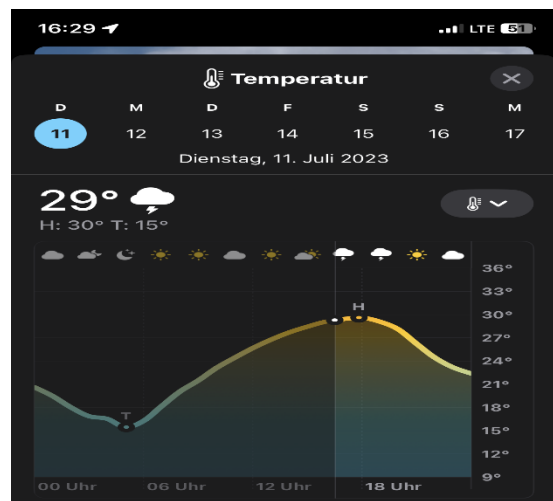 16:29 LTE 51
Temperatur
D M D F S S M
11 12 13 14 15 16 17
Dienstag, 11. Juli 2023
29°
H: 30° T: 15°
36°
33°
H
30°
27°
24°
21°
T
18°
15°
12°
9°
00 Uhr 06 Uhr 12 Uhr 18 Uhr